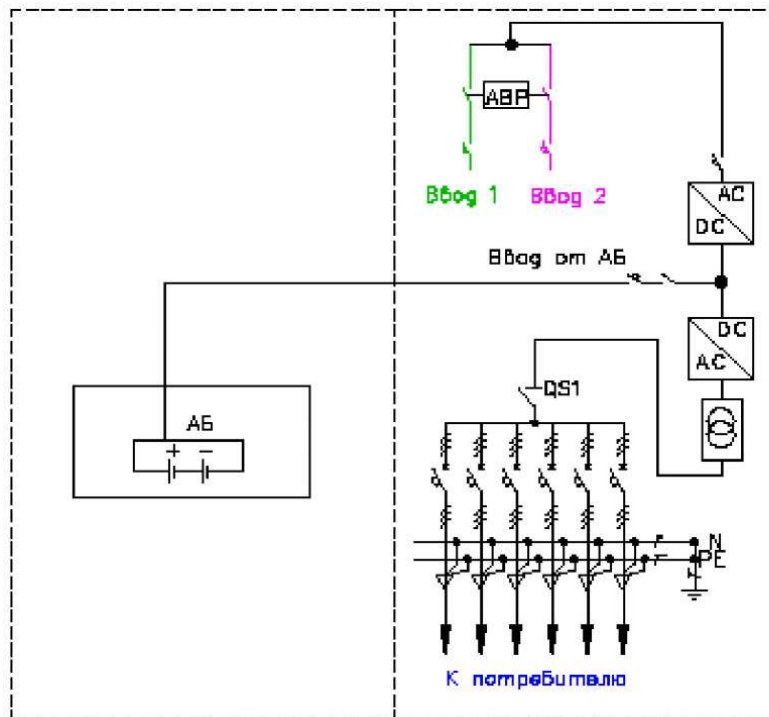 АВР
Ввод 1
Ввод 2
AC
DC
Ввод от АБ
DC
AC
QS1
АБ
+ −
N
PE
К потребителю